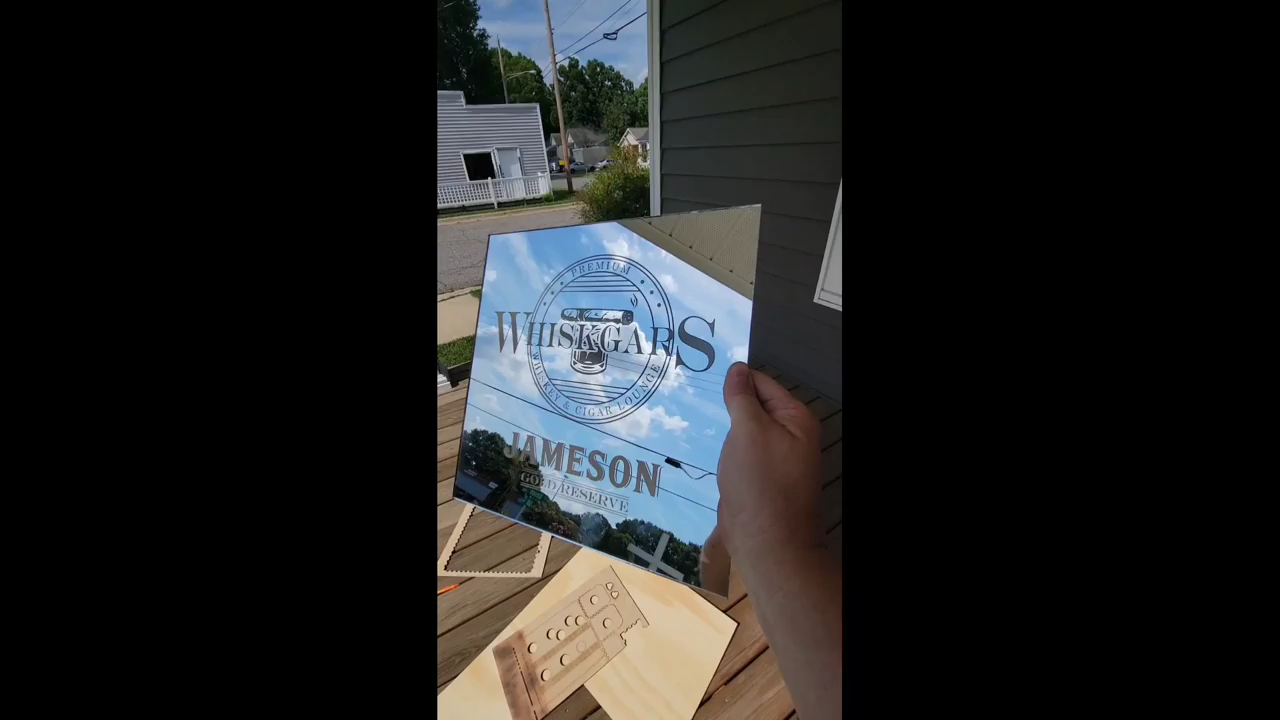 PREMIUM
WHISKGARS
WHISKEY & CIGAR LOUNGE
JAMESON
GOLD RESERVE